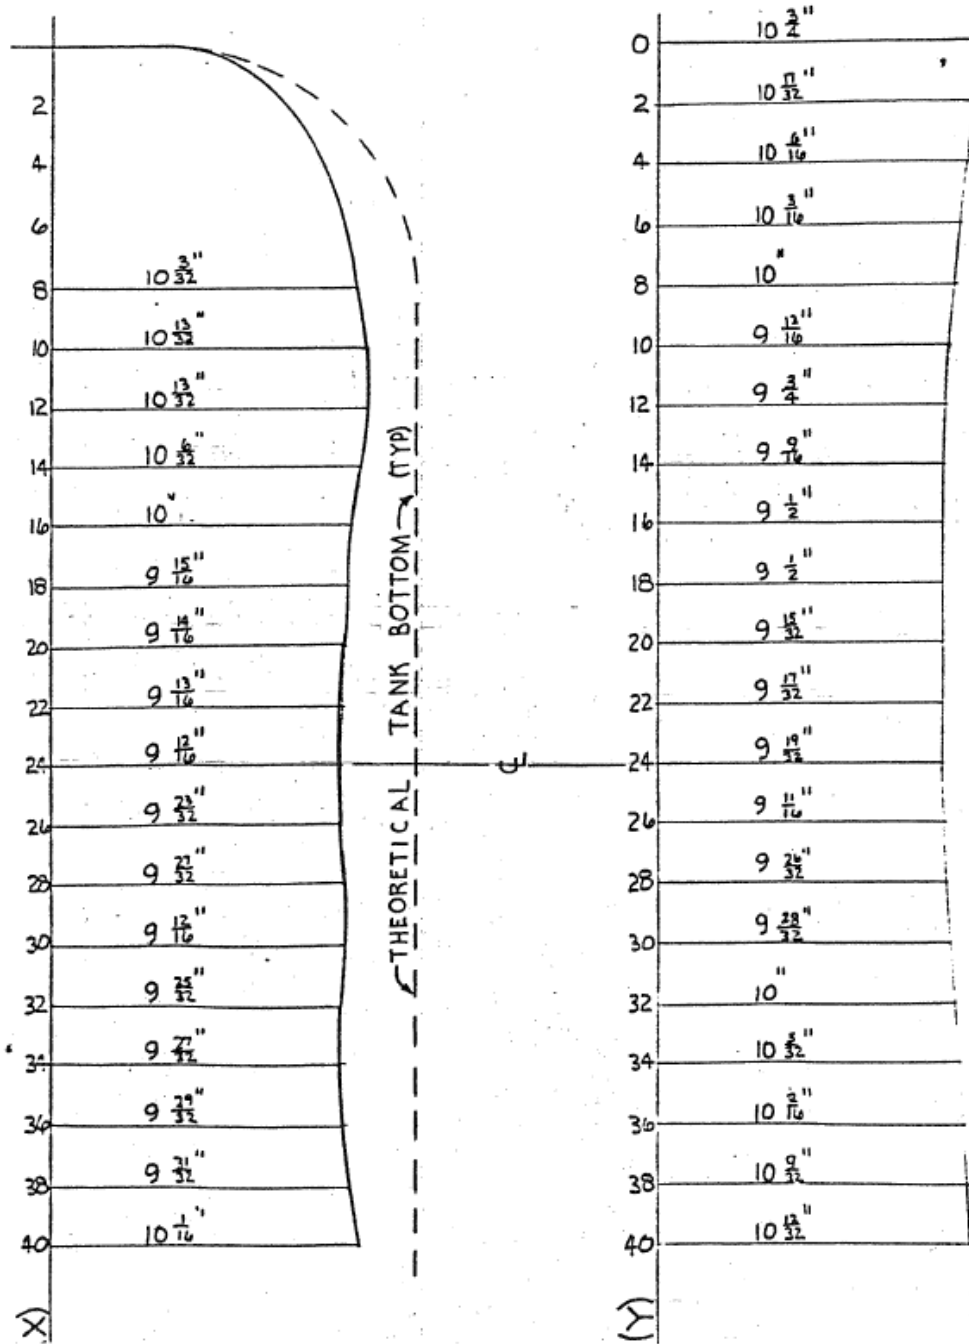 0 10 3/4"
2
2 10 17/32"
4
4 10 6/16"
6
6 10 3/16"
8 10 3/32"
8 10"
10 10 13/32"
10 9 12/16"
12 10 13/32"
12 9 3/4"
14 10 6/32"
14 9 9/16"
16 10"
16 9 1/2"
18 9 15/16"
18 9 1/2"
20 9 14/16"
20 9 15/32"
22 9 13/16"
22 9 17/32"
24 9 12/16"
24 9 19/32"
26 9 23/32"
26 9 11/16"
28 9 27/32"
28 9 26/32"
30 9 12/16"
30 9 28/32"
32 9 25/32"
32 10"
34 9 27/32"
34 10 5/32"
36 9 29/32"
36 10 2/16"
38 9 31/32"
38 10 9/32"
40 10 1/16"
40 10 12/32"
THEORETICAL TANK BOTTOM (TYP)
℄
X)
(Y)